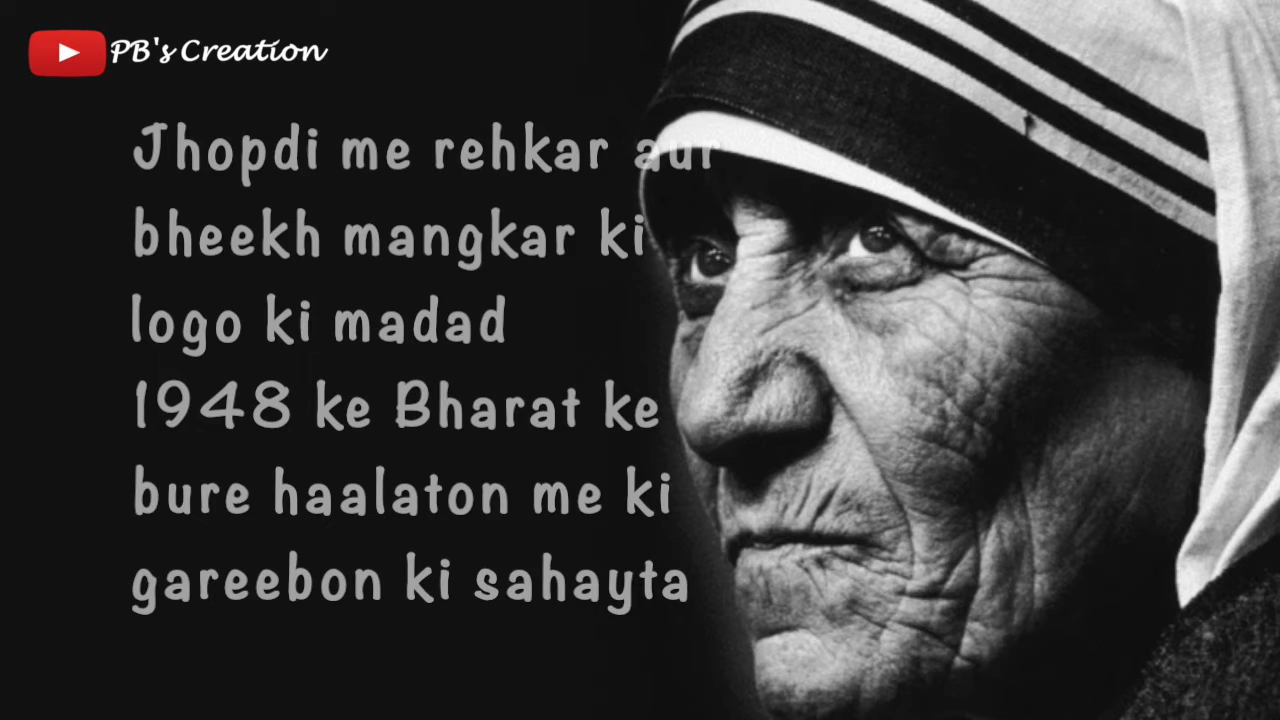 PB's Creation
Jhopdi me rehkar aur
bheekh mangkar ki
logo ki madad
1948 ke Bharat ke
bure haalaton me ki
gareebon ki sahayta